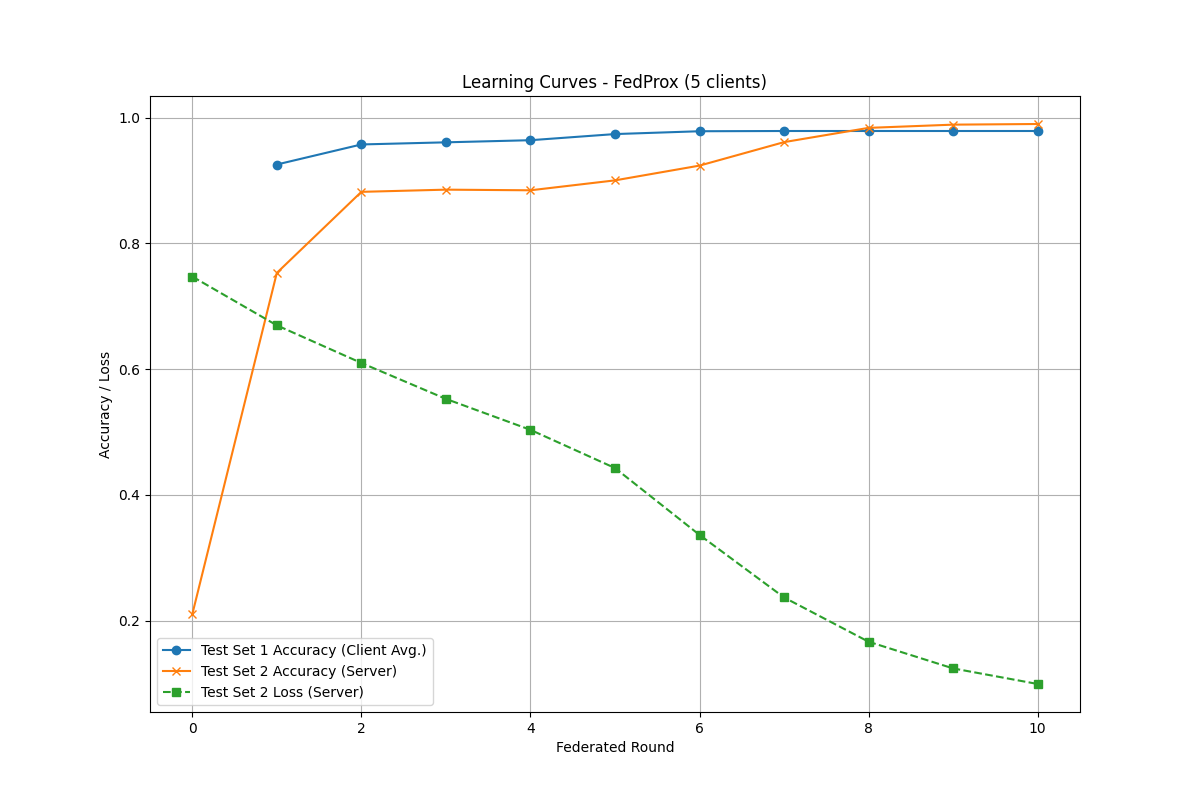 Learning Curves - FedProx (5 clients)
Accuracy / Loss
1.0
0.8
0.6
0.4
0.2
Test Set 1 Accuracy (Client Avg.)
Test Set 2 Accuracy (Server)
Test Set 2 Loss (Server)
0 2 4 6 8 10
Federated Round